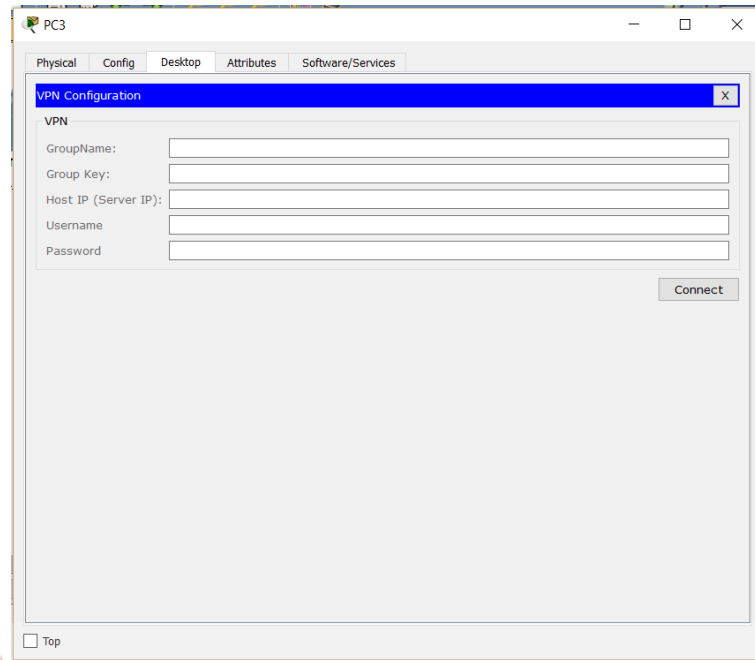 PC3
Physical Config Desktop Attributes Software/Services
VPN Configuration X
VPN
GroupName:
Group Key:
Host IP (Server IP):
Username
Password
Connect
Top